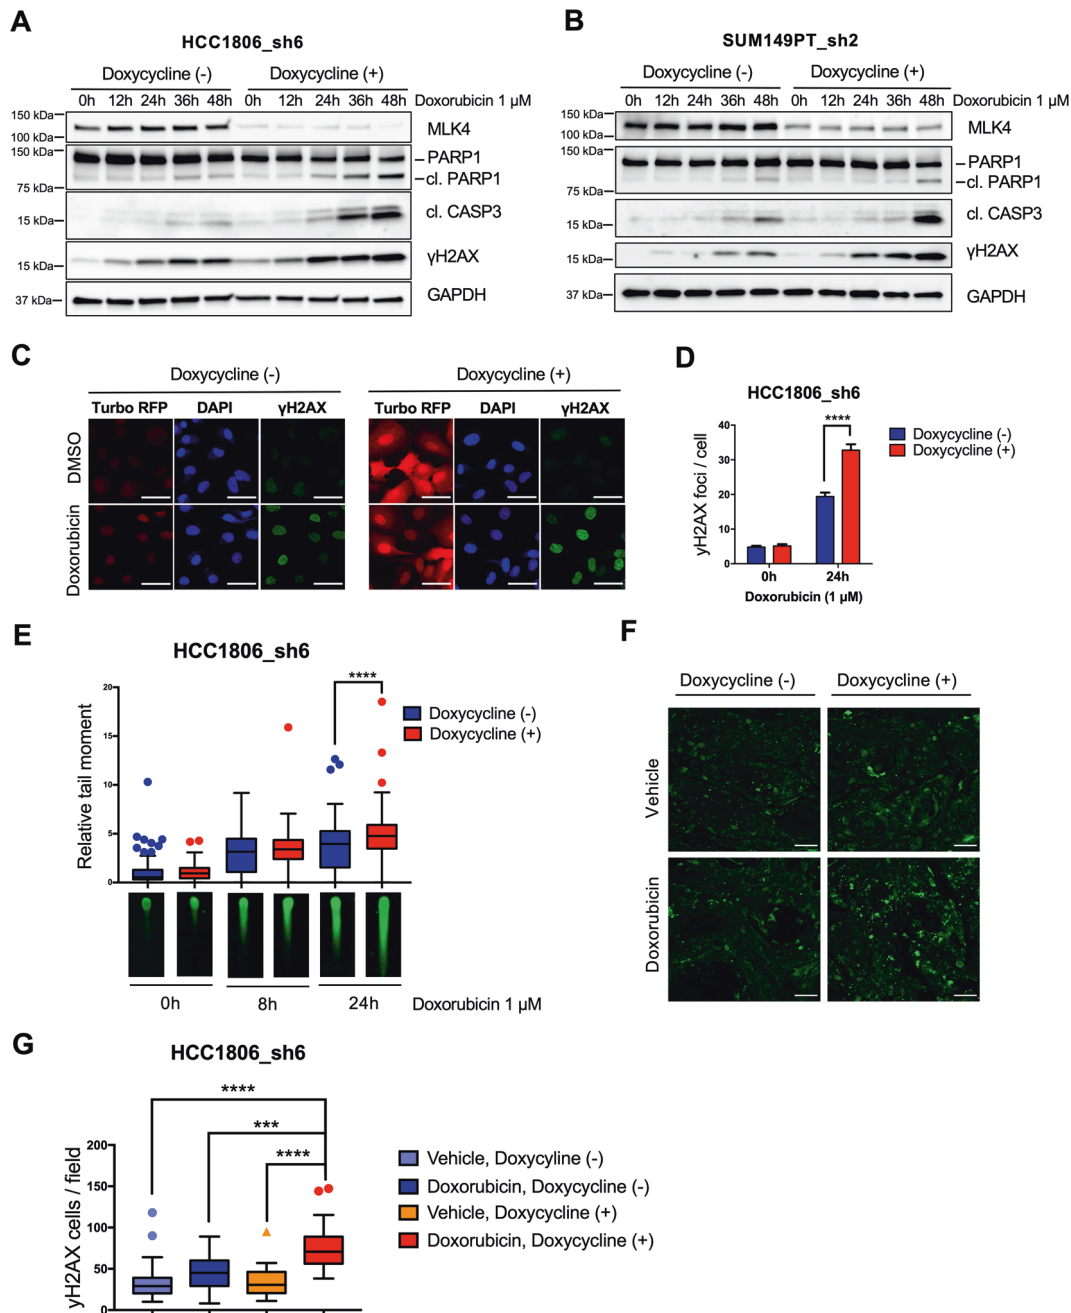 A
HCC1806_sh6
Doxycycline (-) Doxycycline (+)
0h 12h 24h 36h 48h 0h 12h 24h 36h 48h Doxorubicin 1 µM
150 kDa
100 kDa
MLK4
150 kDa
PARP1
cl. PARP1
75 kDa
cl. CASP3
15 kDa
γH2AX
15 kDa
GAPDH
37 kDa
B
SUM149PT_sh2
Doxycycline (-) Doxycycline (+)
0h 12h 24h 36h 48h 0h 12h 24h 36h 48h Doxorubicin 1 µM
150 kDa
100 kDa
MLK4
150 kDa
PARP1
cl. PARP1
75 kDa
cl. CASP3
15 kDa
γH2AX
15 kDa
37 kDa
GAPDH
C
Doxycycline (-) Doxycycline (+)
Turbo RFP DAPI γH2AX Turbo RFP DAPI γH2AX
DMSO
Doxorubicin
D
HCC1806_sh6
yH2AX foci / cell
40
30
20
10
0
****
Doxycycline (-)
Doxycycline (+)
0h 24h
Doxorubicin (1 µM)
E
HCC1806_sh6
Relative tail moment
20
15
10
5
0
****
Doxycycline (-)
Doxycycline (+)
0h 8h 24h Doxorubicin 1 µM
F
Doxycycline (-) Doxycycline (+)
Vehicle
Doxorubicin
G
HCC1806_sh6
****
***
****
yH2AX cells / field
200
150
100
50
0
Vehicle, Doxycyline (-)
Doxorubicin, Doxycycline (-)
Vehicle, Doxycycline (+)
Doxorubicin, Doxycycline (+)